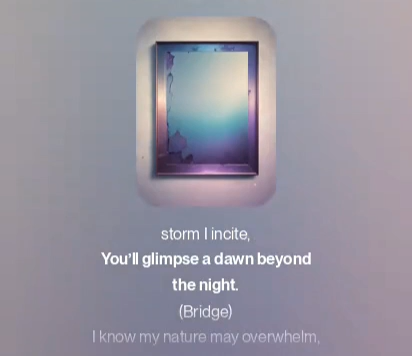 storm I incite,
You'll glimpse a dawn beyond
the night.
(Bridge)
I know my nature may overwhelm,